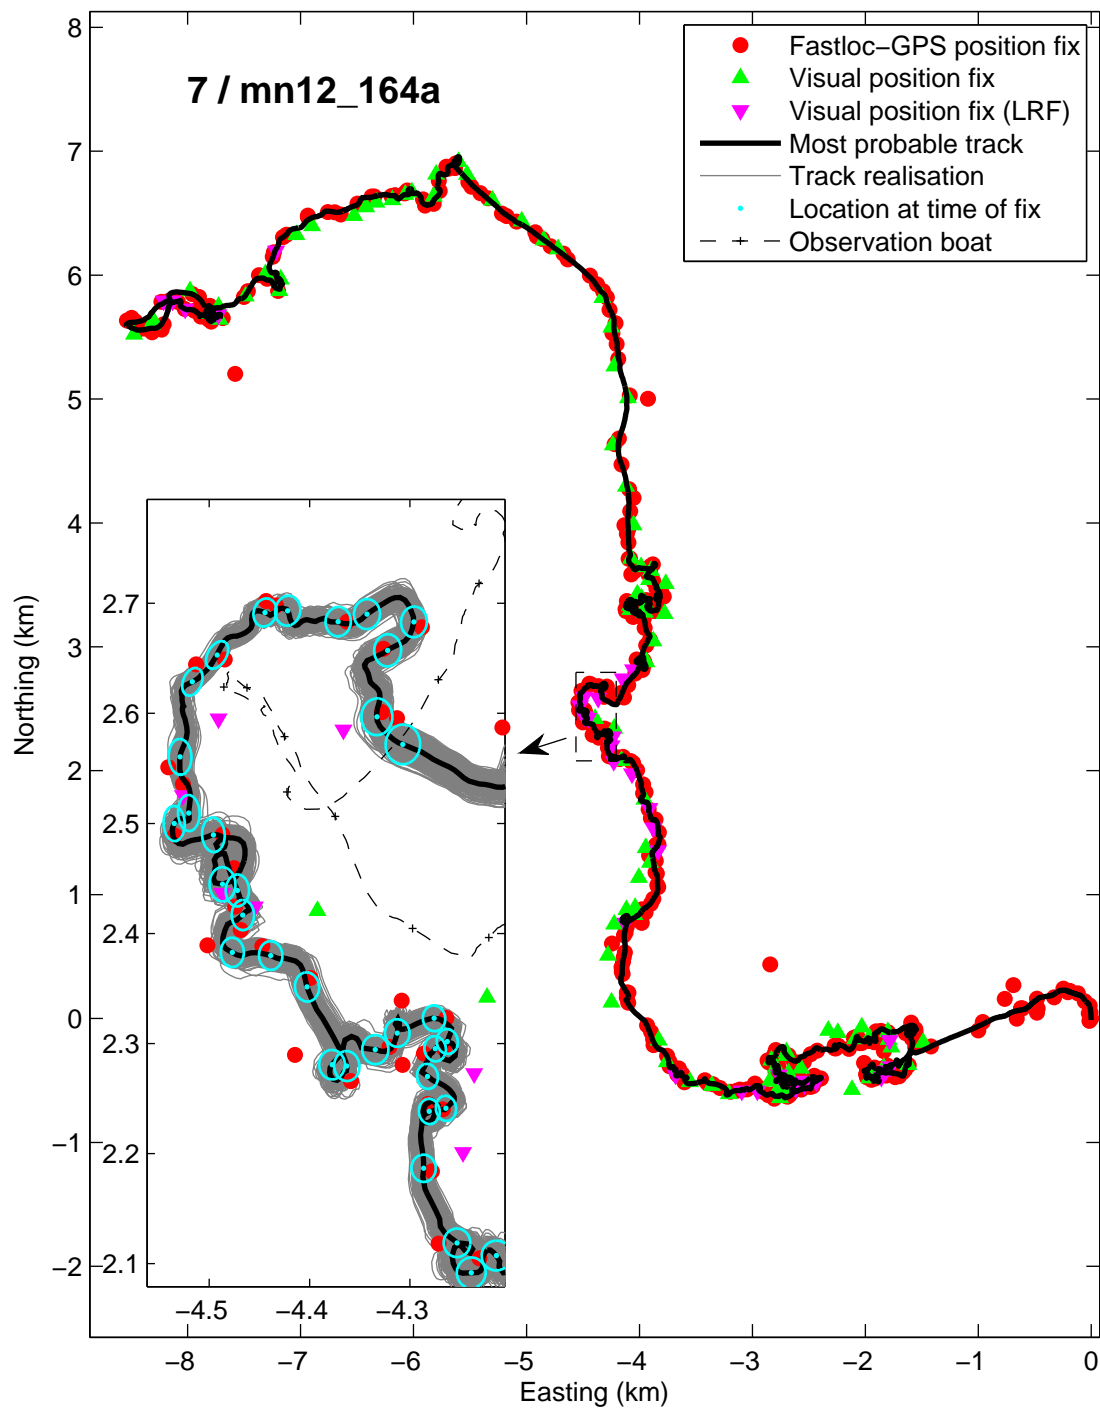 7 / mn12_164a
Fastloc−GPS position fix
Visual position fix
Visual position fix (LRF)
Most probable track
Track realisation
Location at time of fix
Observation boat
8
7
6
5
4
3
2
1
0
−1
−2
Northing (km)
2.7
2.6
2.5
2.4
2.3
2.2
2.1
−4.5 −4.4 −4.3
−8 −7 −6 −5 −4 −3 −2 −1 0
Easting (km)